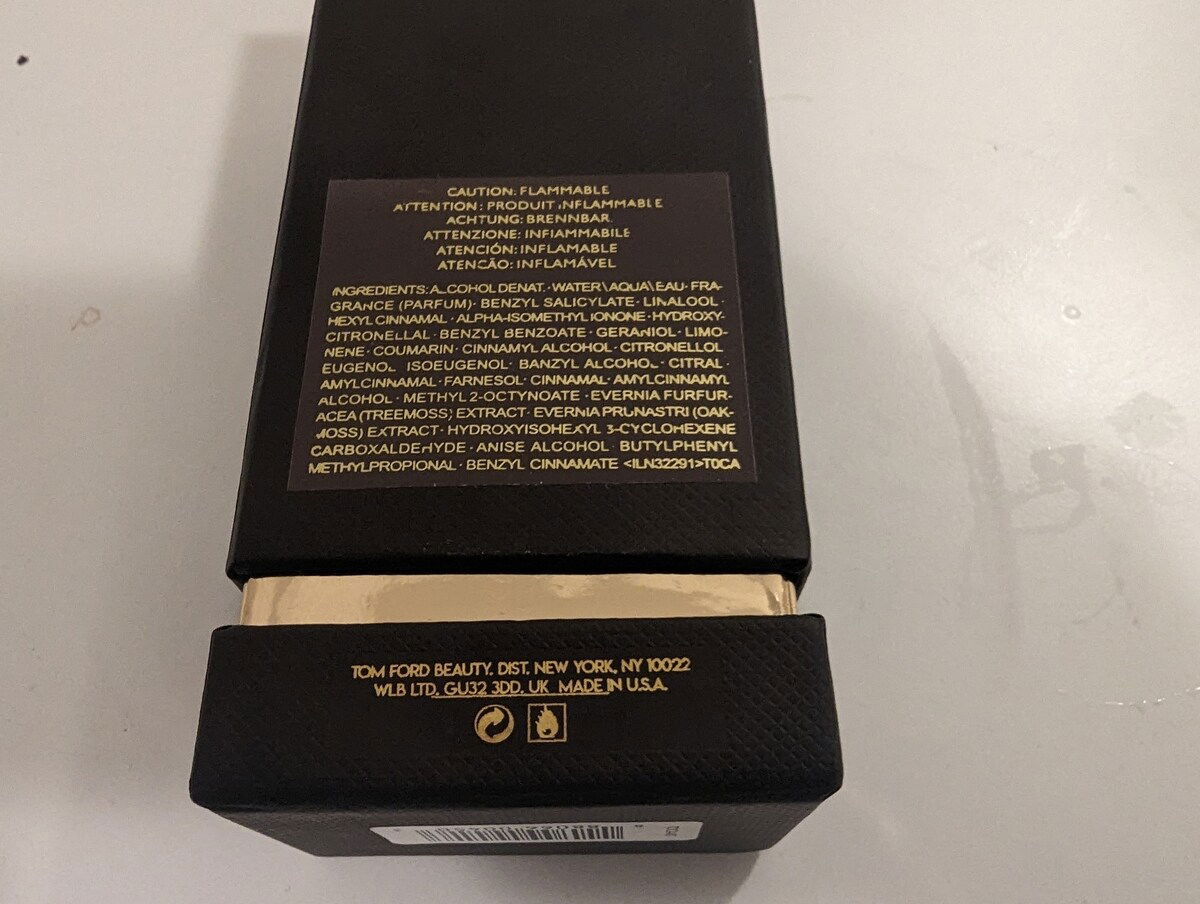 CAUTION: FLAMMABLE
ATTENTION: PRODUIT INFLAMMABLE
ACHTUNG: BRENNBAR.
ATTENZIONE: INFIAMMABILE
ATENCIÓN: INFLAMABLE
ATENCÃO: INFLAMÁVEL
INGREDIENTS: ALCOHOL DENAT. · WATER\AQUA\EAU · FRA-
GRANCE (PARFUM) · BENZYL SALICYLATE · LINALOOL ·
HEXYL CINNAMAL · ALPHA-ISOMETHYL IONONE · HYDROXY-
CITRONELLAL · BENZYL BENZOATE · GERANIOL · LIMO-
NENE · COUMARIN · CINNAMYL ALCOHOL · CITRONELLOL
EUGENOL ISOEUGENOL · BANZYL ALCOHOL · CITRAL ·
AMYLCINNAMAL · FARNESOL · CINNAMAL · AMYLCINNAMYL
ALCOHOL · METHYL 2-OCTYNOATE · EVERNIA FURFUR-
ACEA (TREEMOSS) EXTRACT · EVERNIA PRUNASTRI (OAK-
MOSS) EXTRACT · HYDROXYISOHEXYL 3-CYCLOHEXENE
CARBOXALDEHYDE · ANISE ALCOHOL · BUTYLPHENYL
METHYLPROPIONAL · BENZYL CINNAMATE <ILN32291> T0CA
TOM FORD BEAUTY, DIST. NEW YORK, NY 10022
WLB LTD, GU32 3DD, UK MADE IN U.S.A.